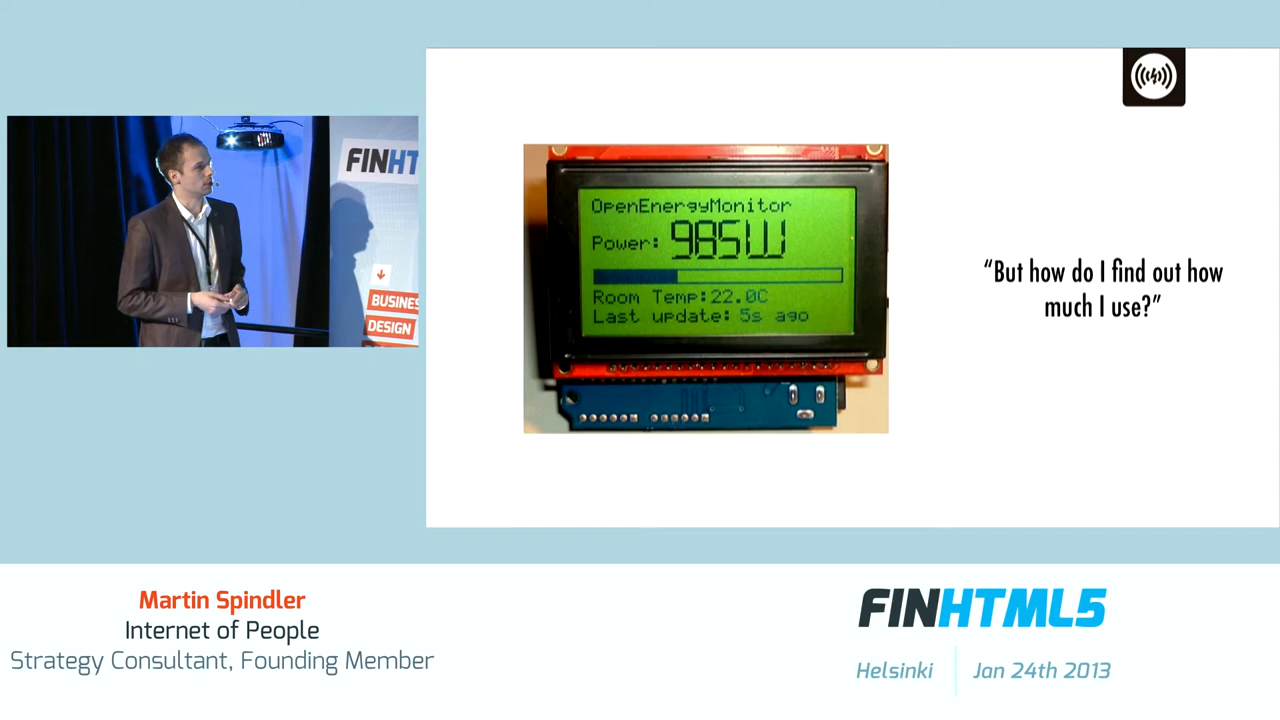 FINHT
BUSINES
DESIGN
OpenEnergyMonitor
Power: 985W
Room Temp:22.0C
Last update: 5s ago
“But how do I find out how
much I use?”
Martin Spindler
Internet of People
Strategy Consultant, Founding Member
FINHTML5
Helsinki
Jan 24th 2013